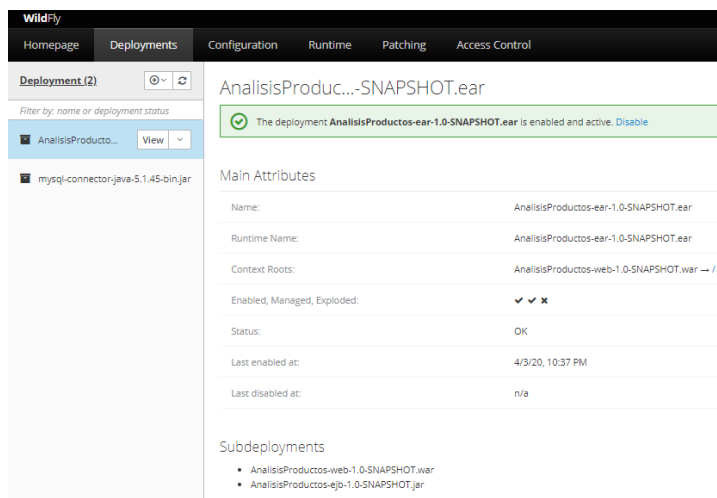 WildFly
Homepage Deployments Configuration Runtime Patching Access Control
Deployment (2)
Filter by: name or deployment status
AnalisisProducto... View
mysql-connector-java-5.1.45-bin.jar
AnalisisProduc...-SNAPSHOT.ear
The deployment AnalisisProductos-ear-1.0-SNAPSHOT.ear is enabled and active. Disable
Main Attributes
Name: AnalisisProductos-ear-1.0-SNAPSHOT.ear
Runtime Name: AnalisisProductos-ear-1.0-SNAPSHOT.ear
Context Roots: AnalisisProductos-web-1.0-SNAPSHOT.war → /
Enabled, Managed, Exploded: ✔ ✔ ✖
Status: OK
Last enabled at: 4/3/20, 10:37 PM
Last disabled at: n/a
Subdeployments
• AnalisisProductos-web-1.0-SNAPSHOT.war
• AnalisisProductos-ejb-1.0-SNAPSHOT.jar